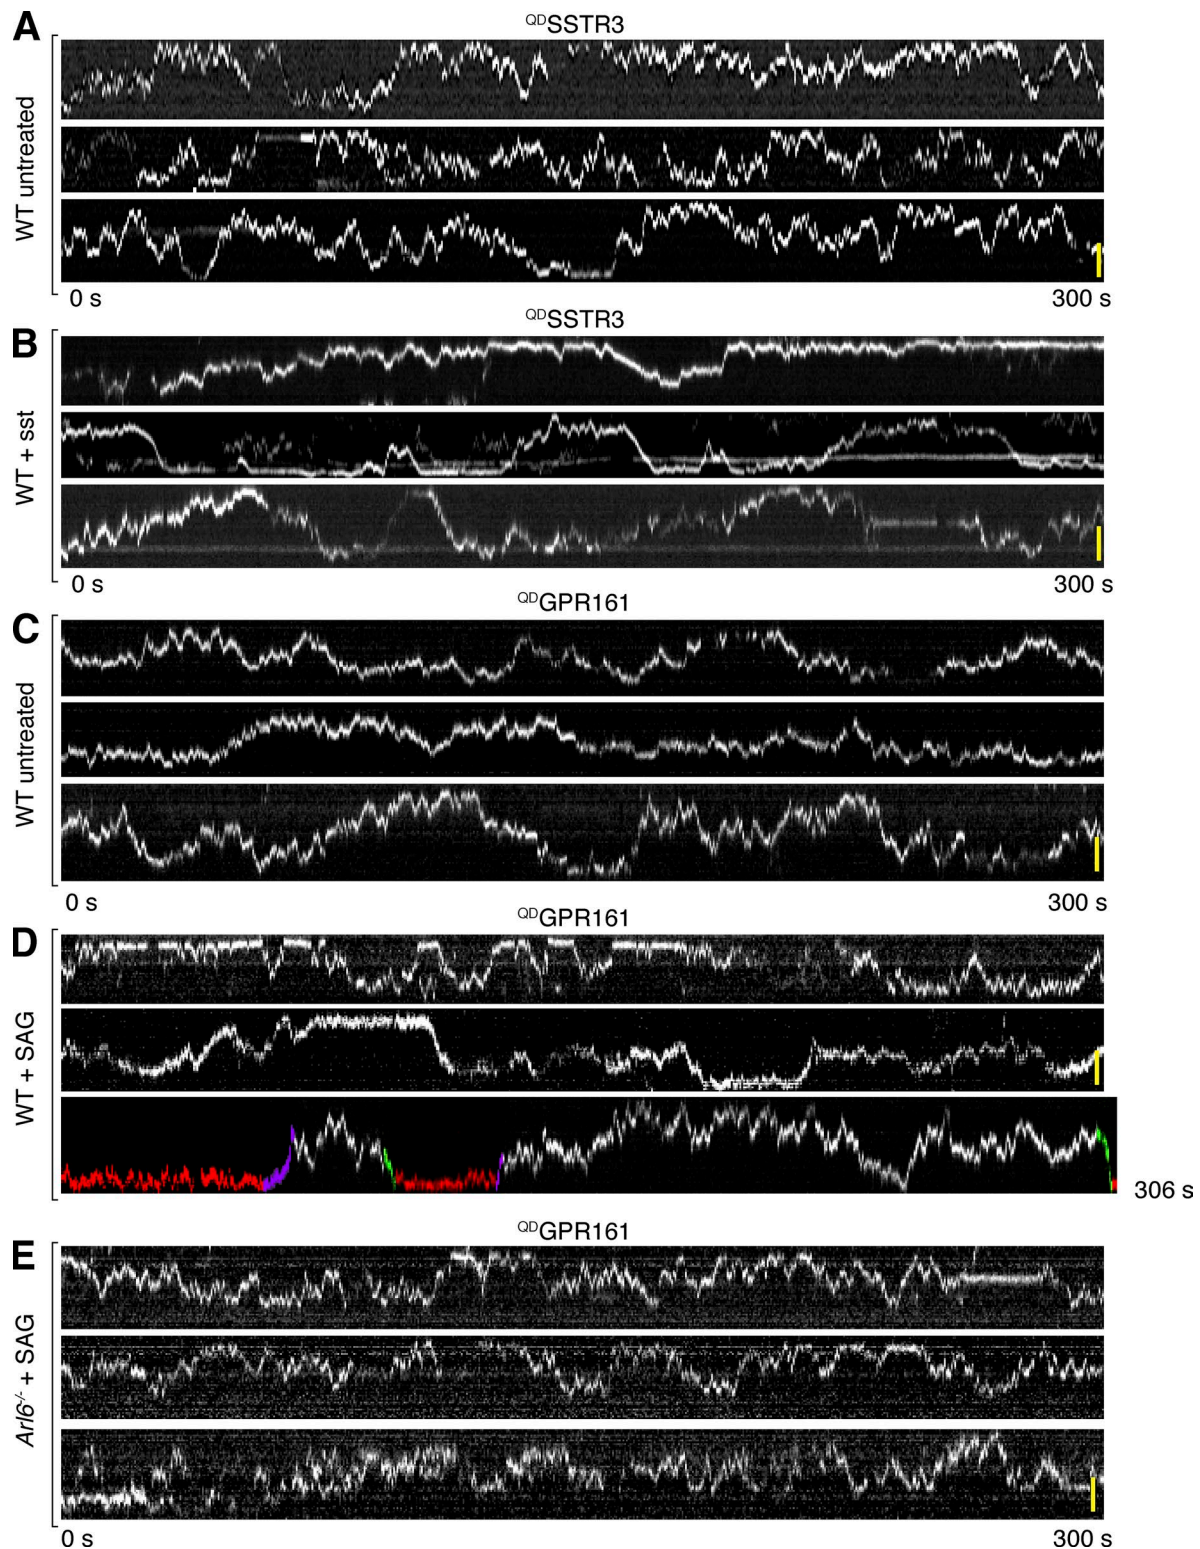 A
QDSSTR3
WT untreated
0 s
300 s
B
QDSSTR3
WT + sst
0 s
300 s
C
QDGPR161
WT untreated
0 s
300 s
D
QDGPR161
WT + SAG
306 s
E
QDGPR161
Arl6-/- + SAG
0 s
300 s